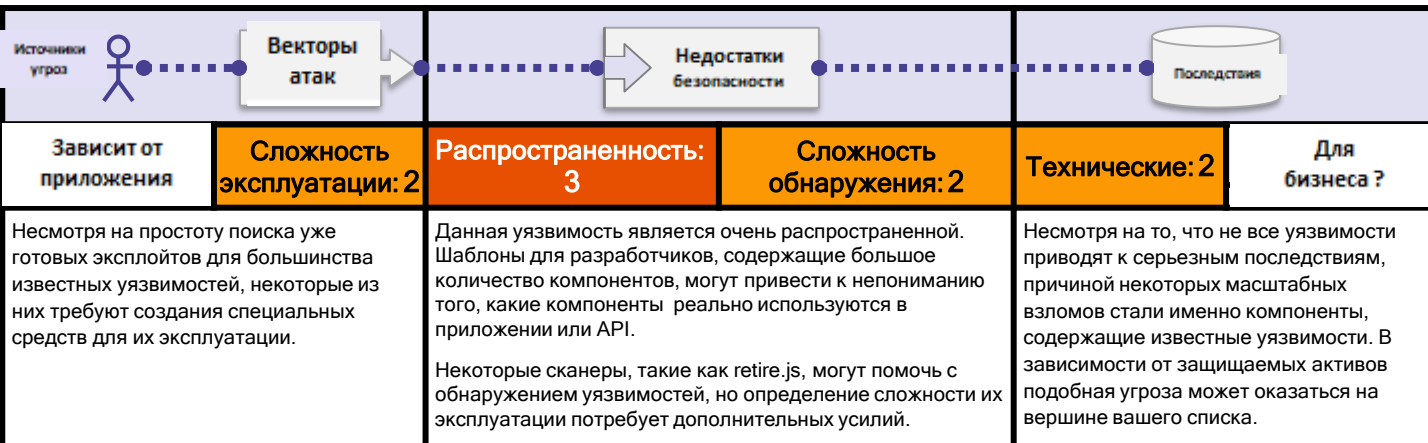 Источники
угроз
Векторы
атак
Недостатки
безопасности
Последствия
Зависит от
приложения
Сложность
эксплуатации: 2
Распространенность:
3
Сложность
обнаружения: 2
Технические: 2
Для
бизнеса ?
Несмотря на простоту поиска уже
готовых эксплойтов для большинства
известных уязвимостей, некоторые из
них требуют создания специальных
средств для их эксплуатации.
Данная уязвимость является очень распространенной.
Шаблоны для разработчиков, содержащие большое
количество компонентов, могут привести к непониманию
того, какие компоненты реально используются в
приложении или API.
Некоторые сканеры, такие как retire.js, могут помочь с
обнаружением уязвимостей, но определение сложности их
эксплуатации потребует дополнительных усилий.
Несмотря на то, что не все уязвимости
приводят к серьезным последствиям,
причиной некоторых масштабных
взломов стали именно компоненты,
содержащие известные уязвимости. В
зависимости от защищаемых активов
подобная угроза может оказаться на
вершине вашего списка.